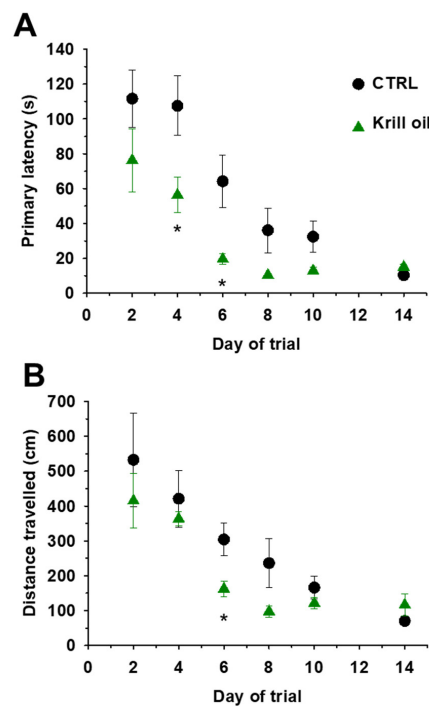 A
140
120
100
80
60
40
20
0
Primary latency (s)
CTRL
Krill oil
*
*
0 2 4 6 8 10 12 14
Day of trial
B
700
600
500
400
300
200
100
0
Distance travelled (cm)
*
0 2 4 6 8 10 12 14
Day of trial